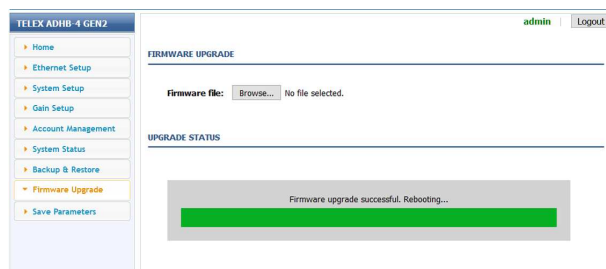 TELEX ADHB-4 GEN2
admin | Logout
Home
Ethernet Setup
System Setup
Gain Setup
Account Management
System Status
Backup & Restore
Firmware Upgrade
Save Parameters
FIRMWARE UPGRADE
Firmware file: Browse... No file selected.
UPGRADE STATUS
Firmware upgrade successful. Rebooting...